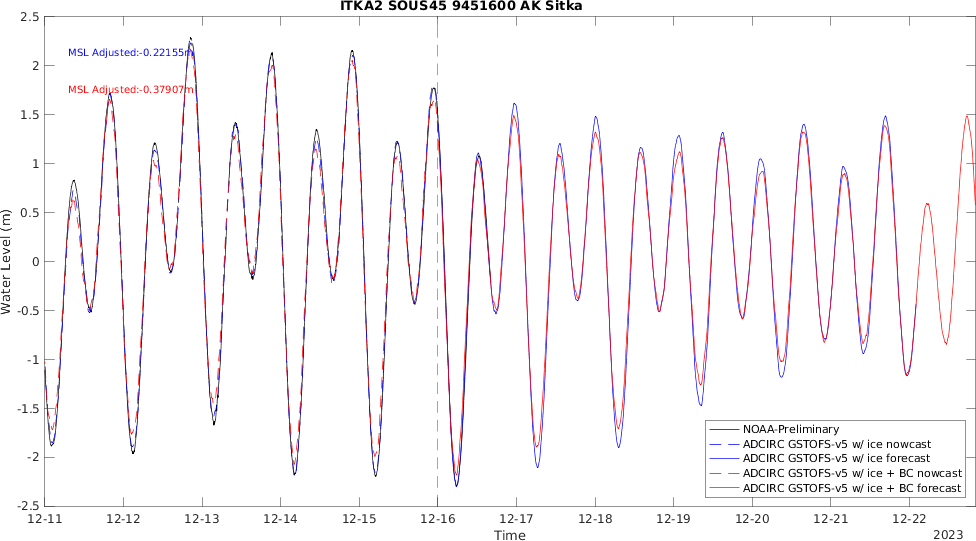 ITKA2 SOUS45 9451600 AK Sitka
2.5
2
1.5
1
0.5
0
-0.5
-1
-1.5
-2
-2.5
Water Level (m)
MSL Adjusted:-0.22155m
MSL Adjusted:-0.37907m
NOAA-Preliminary
ADCIRC GSTOFS-v5 w/ ice nowcast
ADCIRC GSTOFS-v5 w/ ice forecast
ADCIRC GSTOFS-v5 w/ ice + BC nowcast
ADCIRC GSTOFS-v5 w/ ice + BC forecast
12-11 12-12 12-13 12-14 12-15 12-16 12-17 12-18 12-19 12-20 12-21 12-22
Time
2023